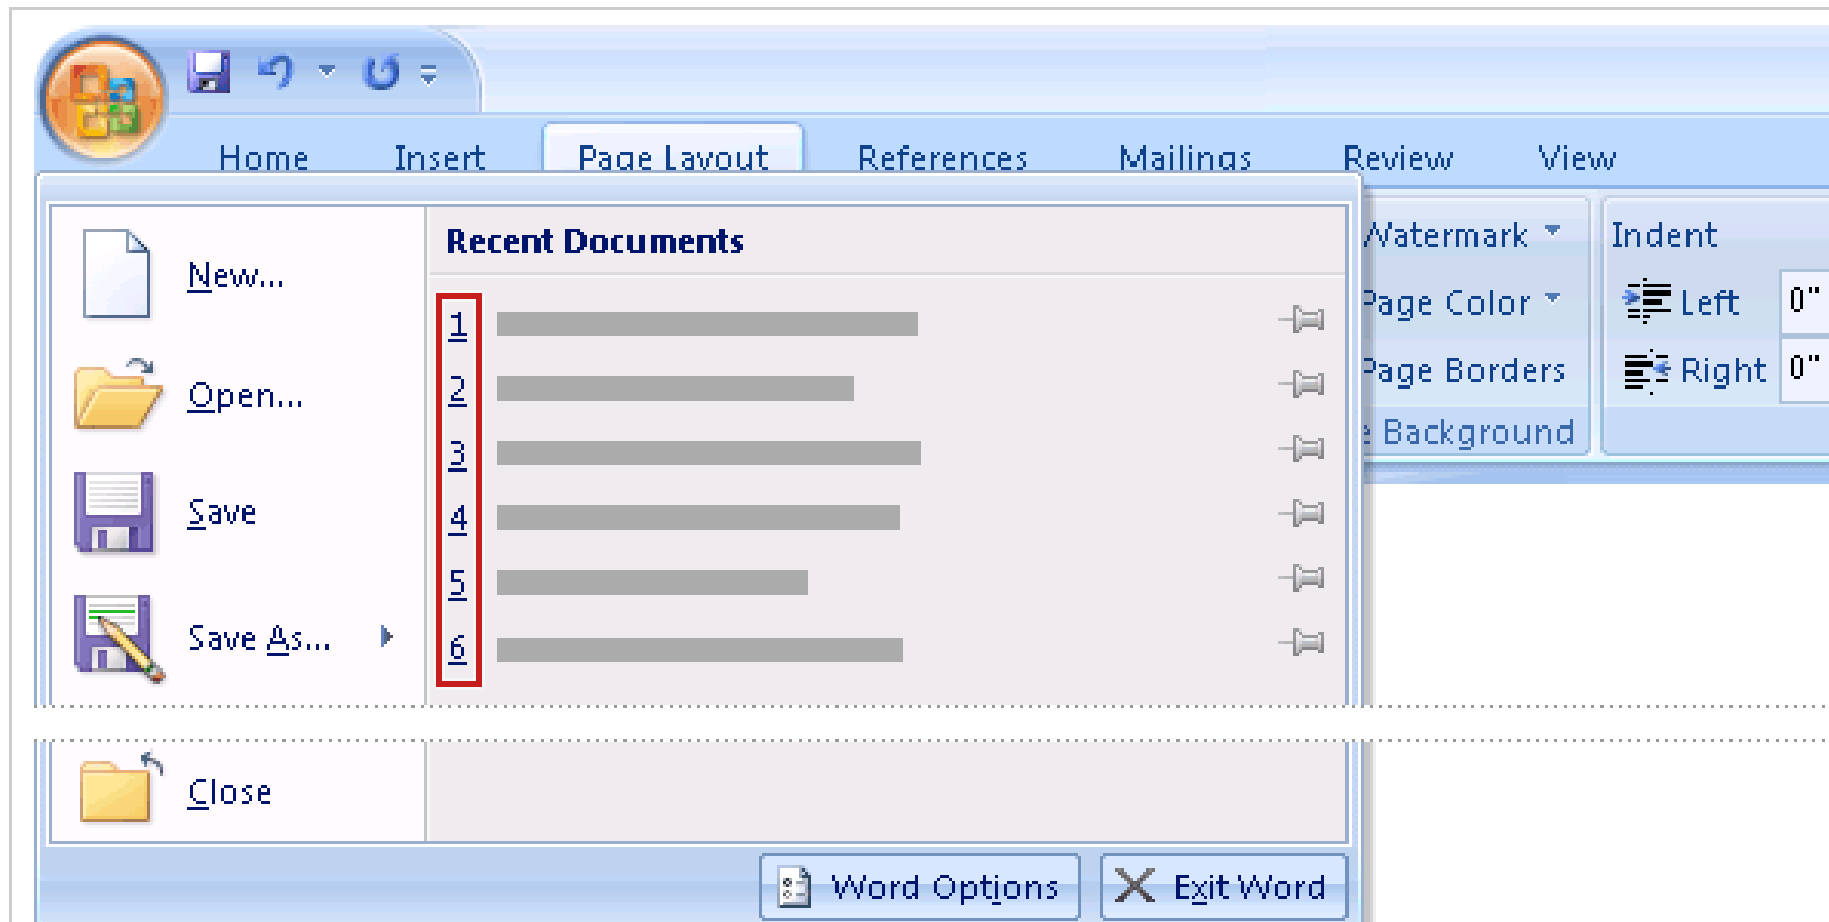 Home Insert Page Layout References Mailings Review View
New...
Open...
Save
Save As...
Close
Recent Documents
1
2
3
4
5
6
Watermark
Page Color
Page Borders
Background
Indent
Left 0"
Right 0"
Word Options Exit Word